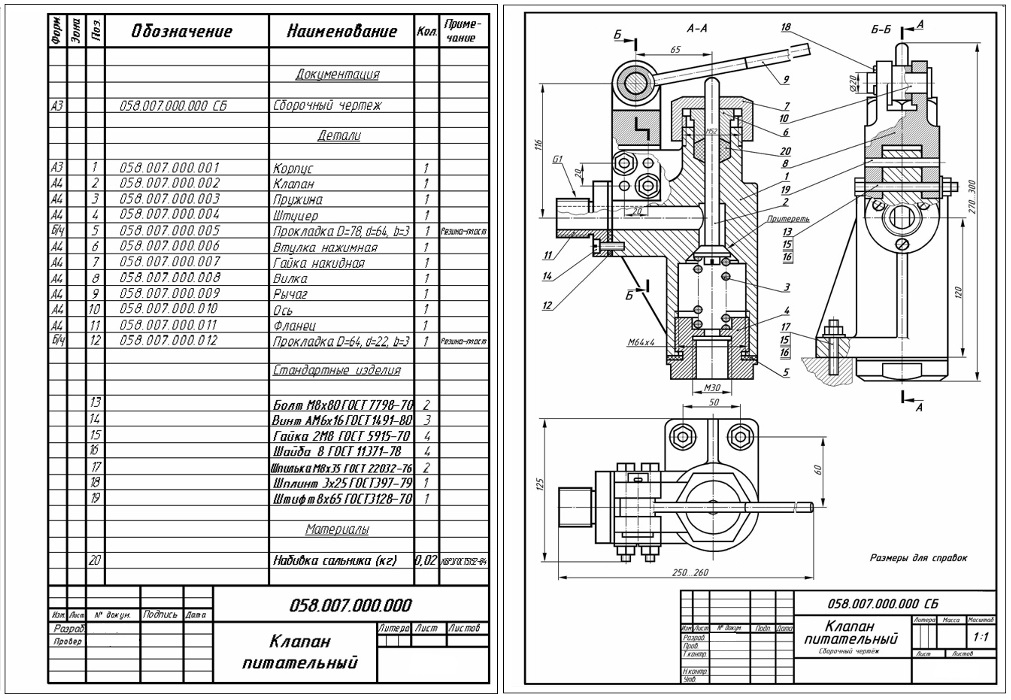 Форм Зона Поз Обозначение Наименование Кол. Приме-
чание
Документация
А3 058.007.000.000 СБ Сборочный чертеж
Детали
А3 1 058.007.000.001 Корпус 1
А4 2 058.007.000.002 Клапан 1
А4 3 058.007.000.003 Пружина 1
А4 4 058.007.000.004 Штуцер 1
Б/ч 5 058.007.000.005 Прокладка D=78, d=64, b=3 1 Резина-пласт
А4 6 058.007.000.006 Втулка нажимная 1
А4 7 058.007.000.007 Гайка накидная 1
А4 8 058.007.000.008 Вилка 1
А4 9 058.007.000.009 Рычаг 1
А4 10 058.007.000.010 Ось 1
А4 11 058.007.000.011 Фланец 1
Б/ч 12 058.007.000.012 Прокладка D=64, d=22, b=3 1 Резина-пласт
Стандартные изделия
13 Болт М8х80 ГОСТ 7798-70 2
14 Винт АМ6х16 ГОСТ 1491-80 3
15 Гайка 2М8 ГОСТ 5915-70 4
16 Шайба 8 ГОСТ 11371-78 4
17 Шпилька М8х35 ГОСТ 22032-76 2
18 Шплинт 3х25 ГОСТ397-79 1
19 Штифт 8х65 ГОСТ3128-70 1
Материалы
20 Набивка сальника (кг) 0,02
058.007.000.000
Изм. Лист № докум. Подпись Дата
Разраб.
Провер
Клапан
питательный
Литера Лист Листов
Б
А-А
65
9
7
10
6
20
8
1
19
2
Притереть
13
15
16
3
4
17
15
16
5
116
G1
20
20
М52
11
14
12
Б
М64х4
М30
18
Б-Б
А
Ø20
270...300
120
А
50
125
60
250...260
Размеры для справок
058.007.000.000 СБ
Изм Лист № докум Подп. Дата
Разраб.
Пров.
Т.контр.
Н.контр
Утв.
Клапан
питательный
Сборочный чертёж
Литера Масса Масштаб
1:1
Лист Листов